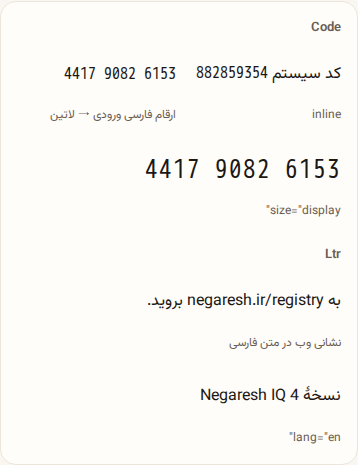 Code
کد سیستم 882859354
4417 9082 6153
inline
ارقام فارسی ورودی → لاتین
4417 9082 6153
size="display"
Ltr
به negaresh.ir/registry بروید.
نشانی وب در متن فارسی
نسخهٔ Negaresh IQ 4
lang="en"